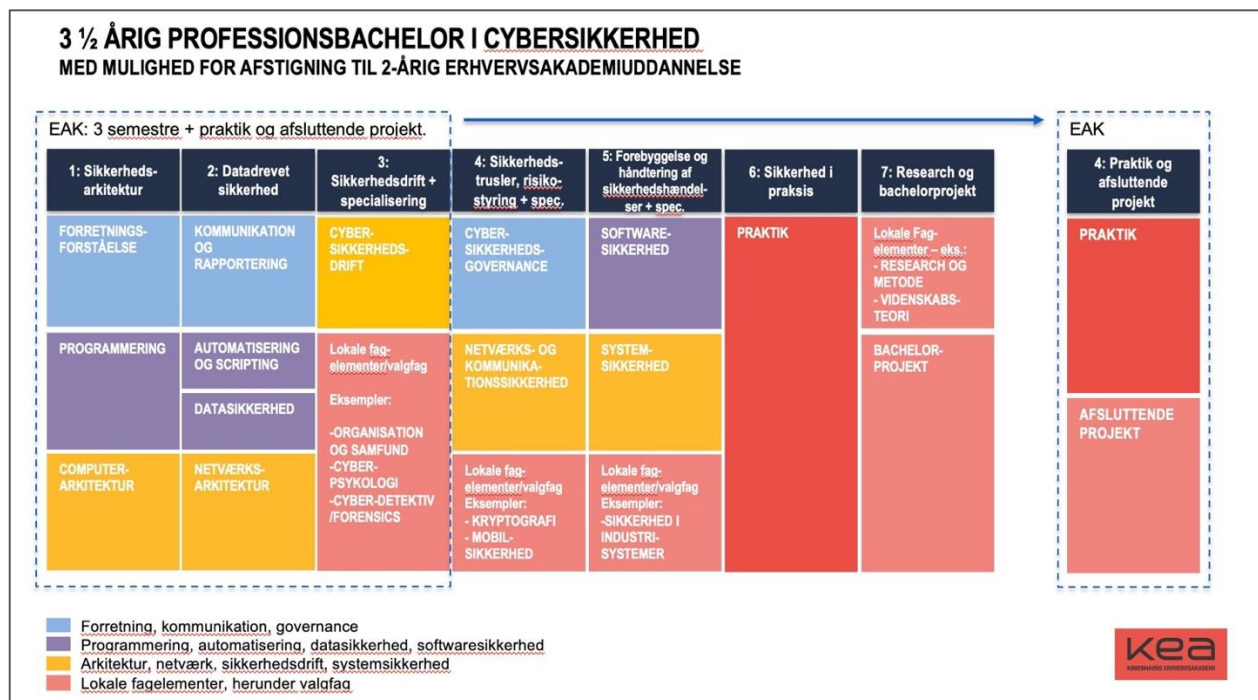 3 ½ ÅRIG PROFESSIONSBACHELOR I CYBERSIKKERHED
MED MULIGHED FOR AFSTIGNING TIL 2-ÅRIG ERHVERVSAKADEMIUDDANNELSE
EAK: 3 semestre + praktik og afsluttende projekt.
1: Sikkerheds-
arkitektur
FORRETNINGS-
FORSTÅELSE
PROGRAMMERING
COMPUTER-
ARKITEKTUR
2: Datadrevet
sikkerhed
KOMMUNIKATION
OG
RAPPORTERING
AUTOMATISERING
OG SCRIPTING
DATASIKKERHED
NETVÆRKS-
ARKITEKTUR
3:
Sikkerhedsdrift +
specialisering
CYBER-
SIKKERHEDS-
DRIFT
Lokale fag-
elementer/valgfag
Eksempler:
-ORGANISATION
OG SAMFUND
-CYBER-
PSYKOLOGI
-CYBER-DETEKTIV
/FORENSICS
4: Sikkerheds-
trusler, risiko-
styring + spec.
CYBER-
SIKKERHEDS-
GOVERNANCE
NETVÆRKS- OG
KOMMUNIKA-
TIONSSIKKERHED
Lokale fag-
elementer/valgfag
Eksempler:
- KRYPTOGRAFI
- MOBIL-
SIKKERHED
5: Forebyggelse og
håndtering af
sikkerhedshændel-
ser + spec.
SOFTWARE-
SIKKERHED
SYSTEM-
SIKKERHED
Lokale fag-
elementer/valgfag
Eksempler:
-SIKKERHED I
INDUSTRI-
SYSTEMER
6: Sikkerhed i
praksis
PRAKTIK
7: Research og
bachelorprojekt
Lokale Fag-
elementer – eks.:
- RESEARCH OG
METODE
- VIDENSKABS-
TEORI
BACHELOR-
PROJEKT
EAK
4: Praktik og
afsluttende
projekt
PRAKTIK
AFSLUTTENDE
PROJEKT
Forretning, kommunikation, governance
Programmering, automatisering, datasikkerhed, softwaresikkerhed
Arkitektur, netværk, sikkerhedsdrift, systemsikkerhed
Lokale fagelementer, herunder valgfag
kea
KØBENHAVNS ERHVERVSAKADEMI